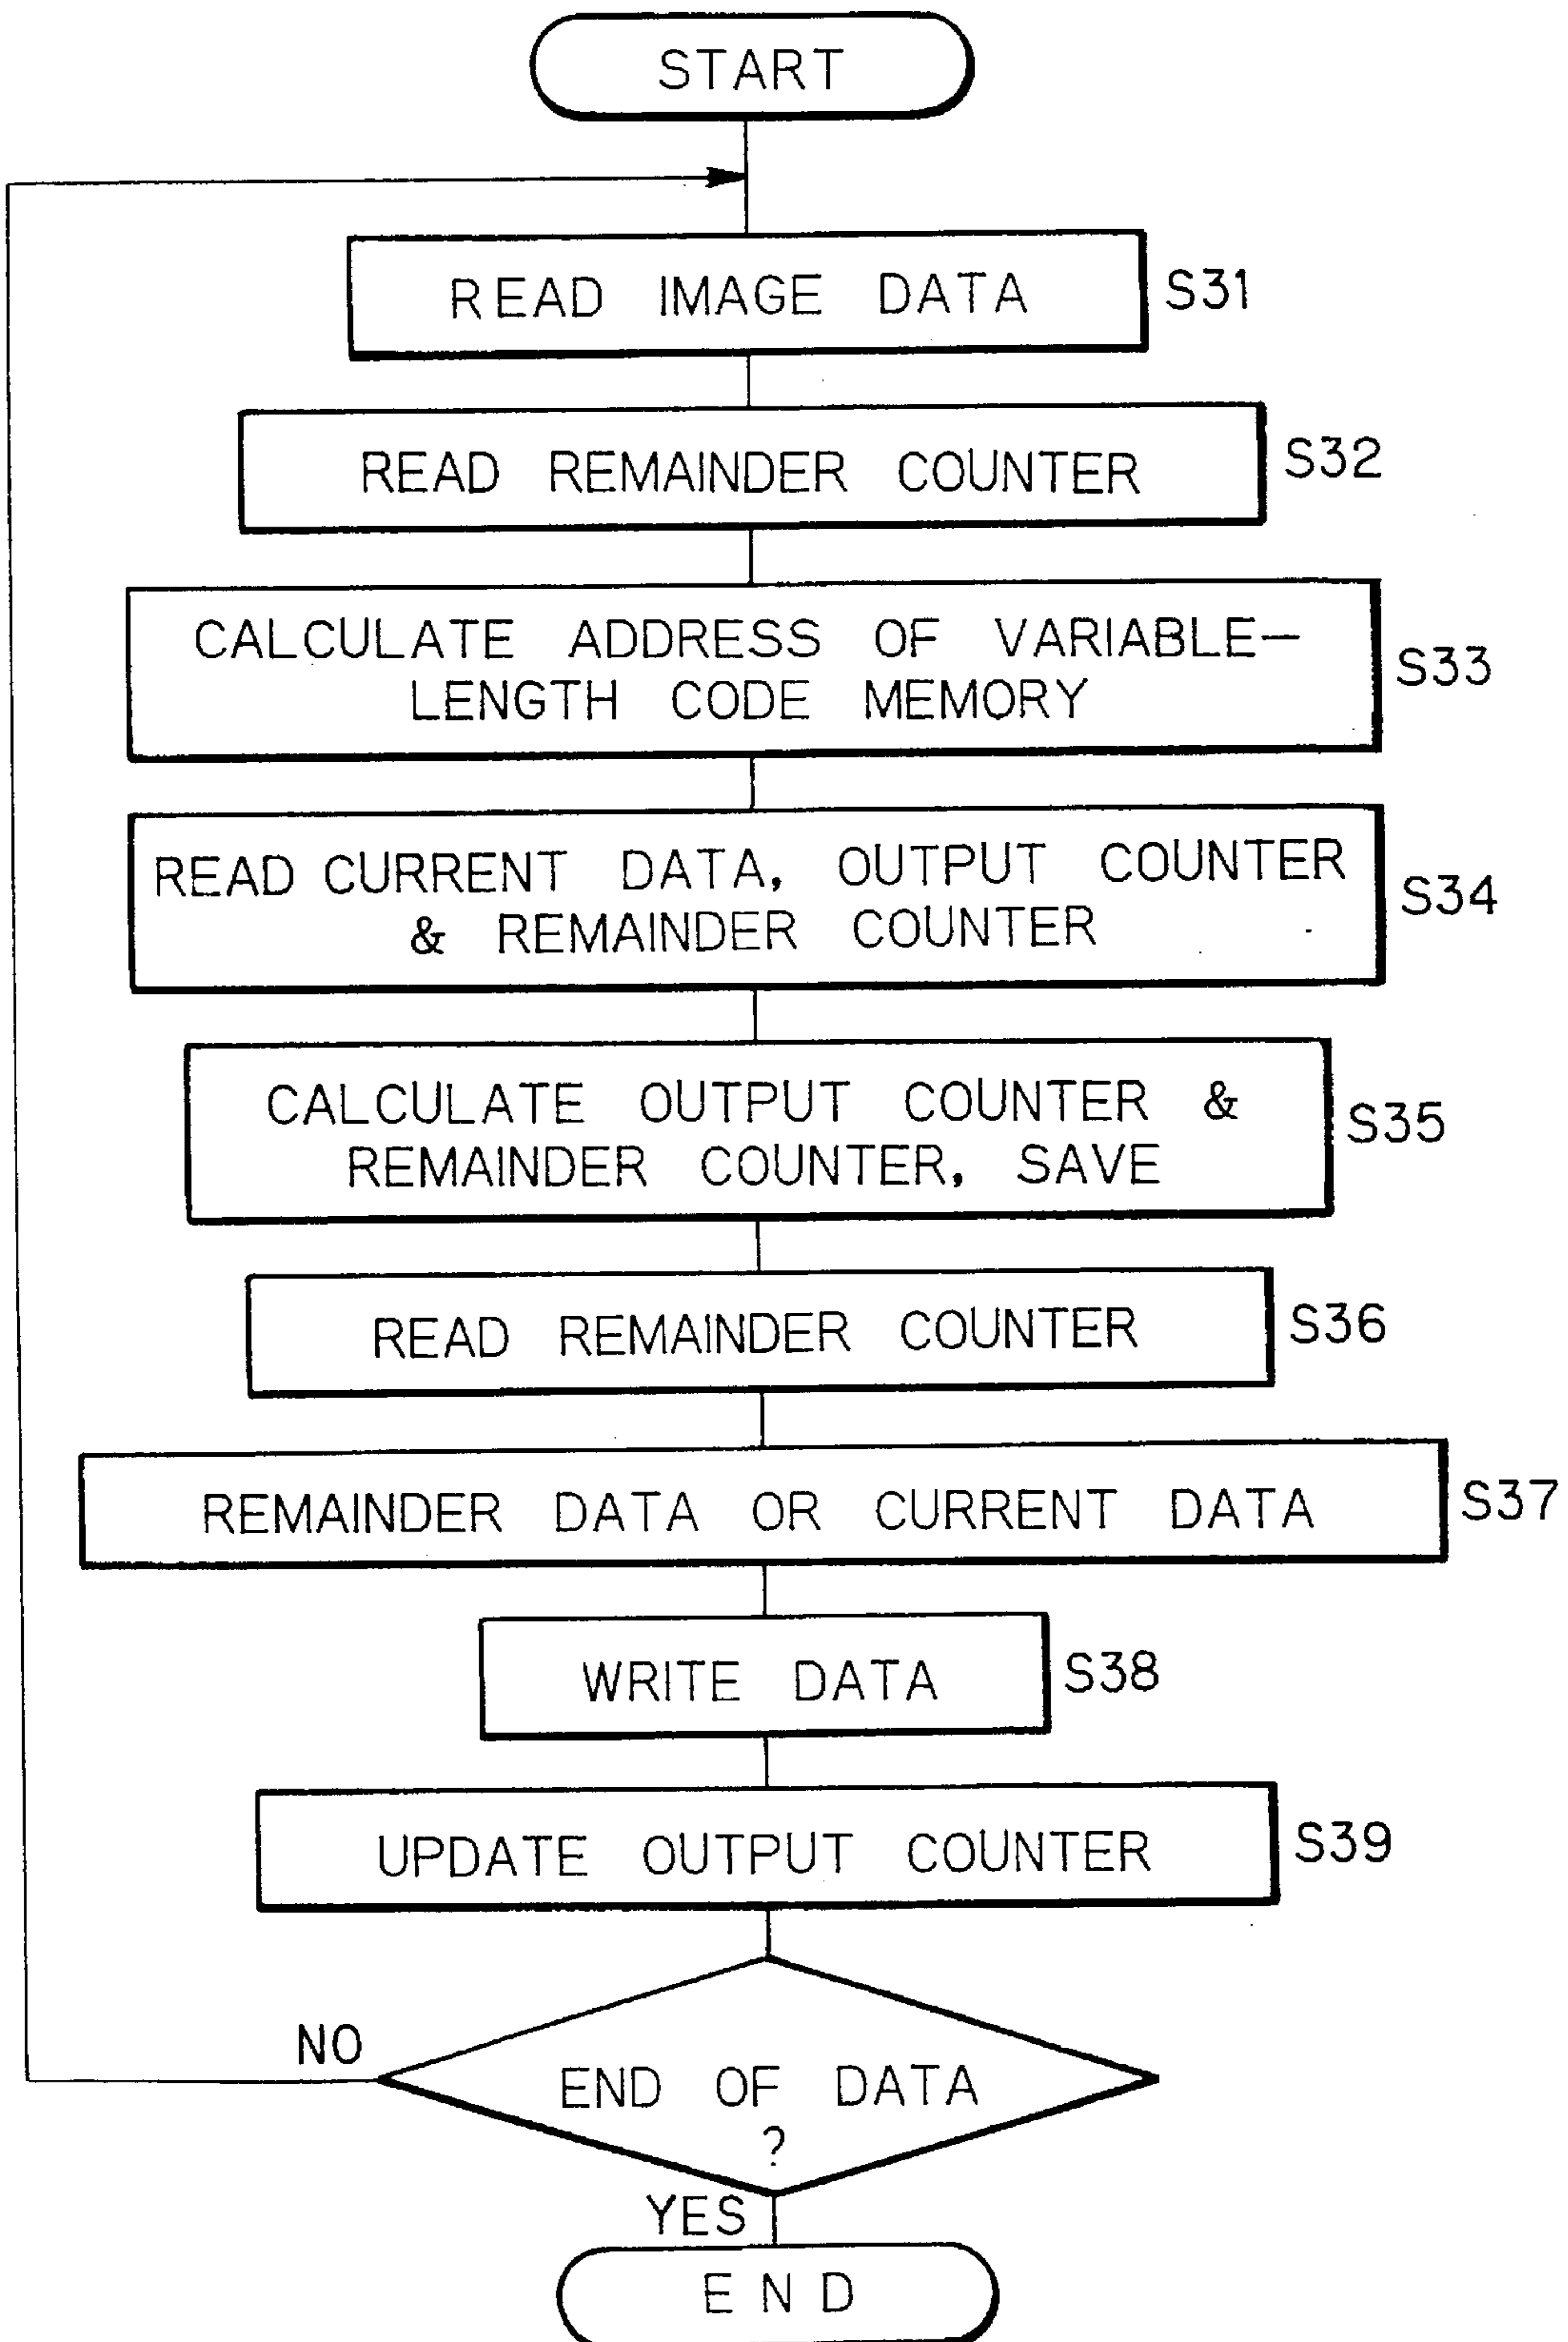 START
READ IMAGE DATA
S31
READ REMAINDER COUNTER
S32
CALCULATE ADDRESS OF VARIABLE-
LENGTH CODE MEMORY
S33
READ CURRENT DATA, OUTPUT COUNTER
& REMAINDER COUNTER
S34
CALCULATE OUTPUT COUNTER &
REMAINDER COUNTER, SAVE
S35
READ REMAINDER COUNTER
S36
REMAINDER DATA OR CURRENT DATA
S37
WRITE DATA
S38
UPDATE OUTPUT COUNTER
S39
NO
END OF DATA
?
YES
END